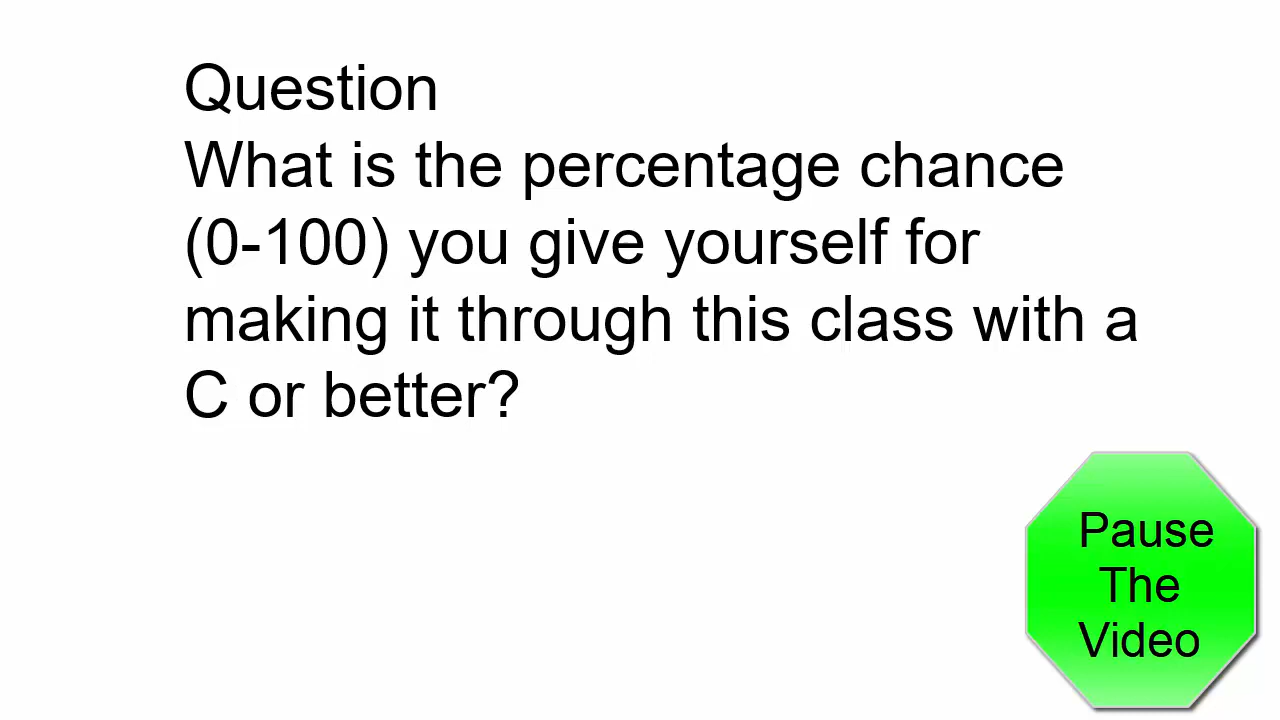 Question
What is the percentage chance
(0-100) you give yourself for
making it through this class with a
C or better?
Pause
The
Video